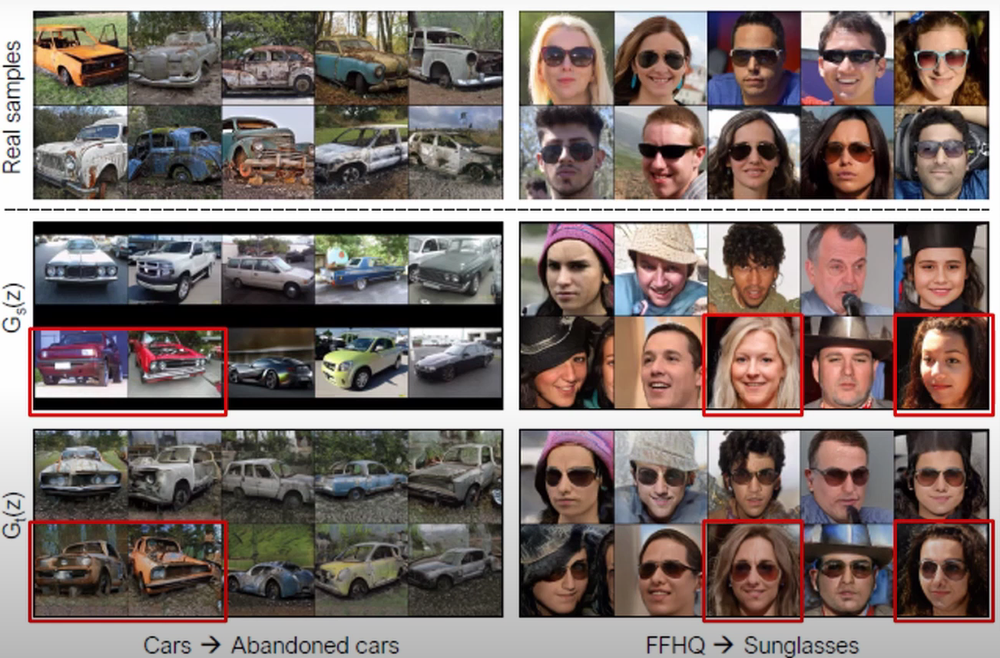 Real samples
Gs(z)
Gt(z)
Cars → Abandoned cars
FFHQ → Sunglasses